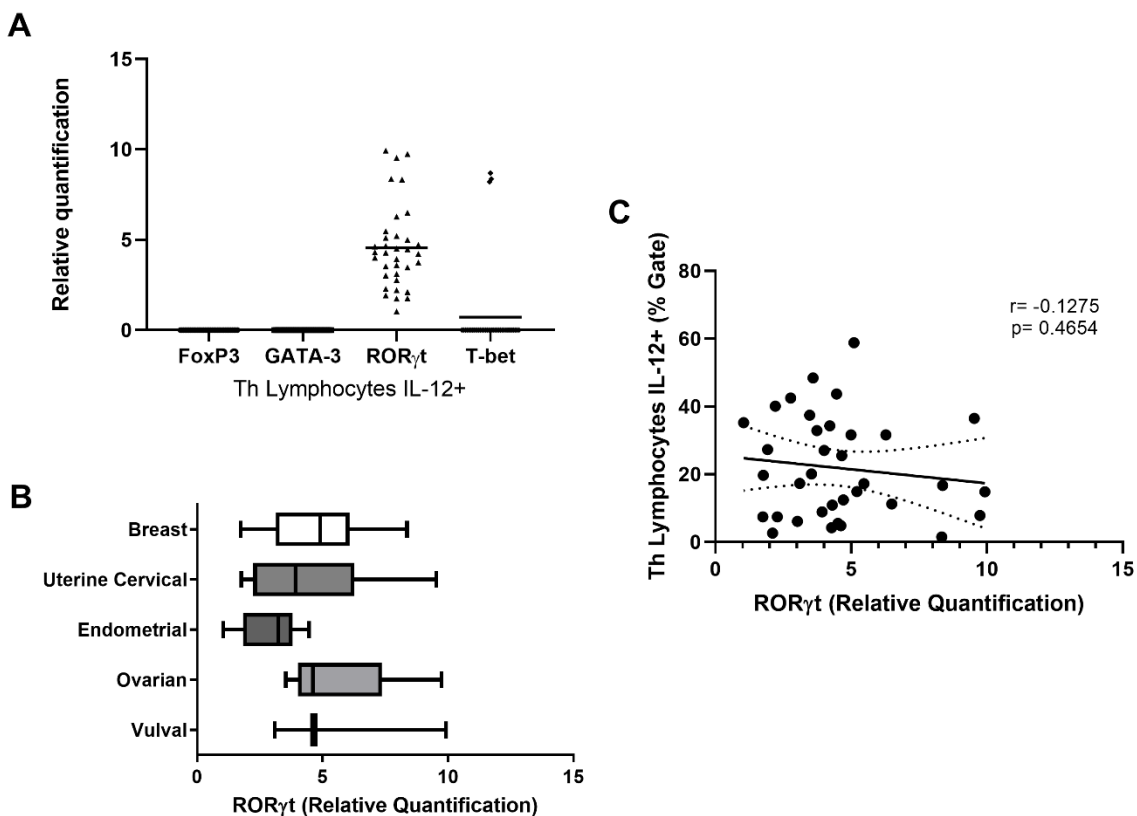 A
Relative quantification
15
10
5
0
FoxP3 GATA-3 RORγt T-bet
Th Lymphocytes IL-12+
B
Breast
Uterine Cervical
Endometrial
Ovarian
Vulval
0 5 10 15
RORγt (Relative Quantification)
C
Th Lymphocytes IL-12+ (% Gate)
80
60
40
20
0
r= -0.1275
p= 0.4654
0 5 10 15
RORγt (Relative Quantification)